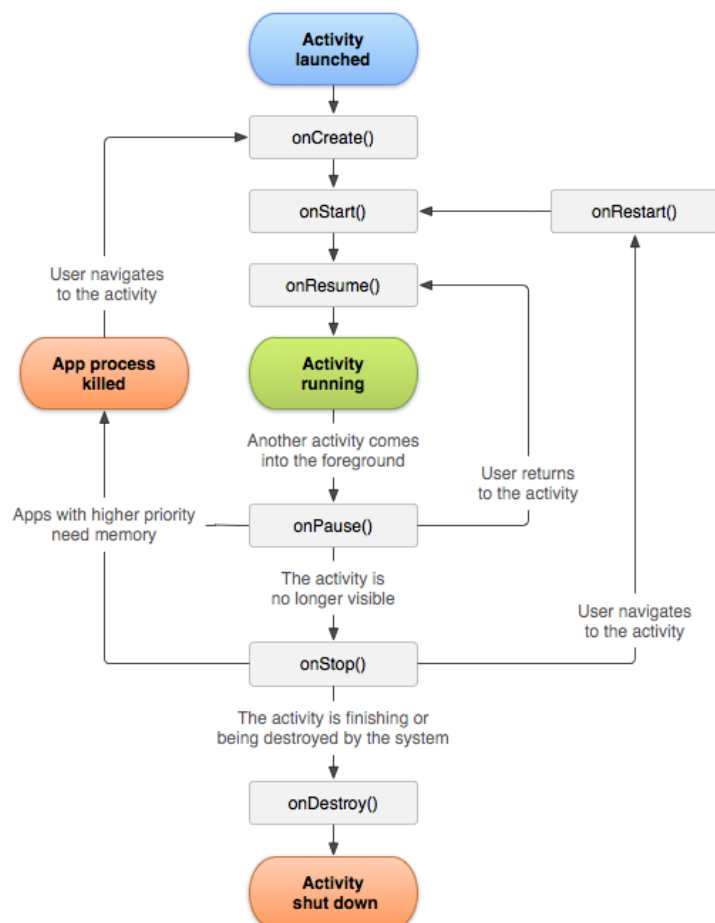 Activity
launched
onCreate()
onStart()
onRestart()
User navigates
to the activity
onResume()
App process
killed
Activity
running
Another activity comes
into the foreground
User returns
to the activity
Apps with higher priority
need memory
onPause()
The activity is
no longer visible
User navigates
to the activity
onStop()
The activity is finishing or
being destroyed by the system
onDestroy()
Activity
shut down